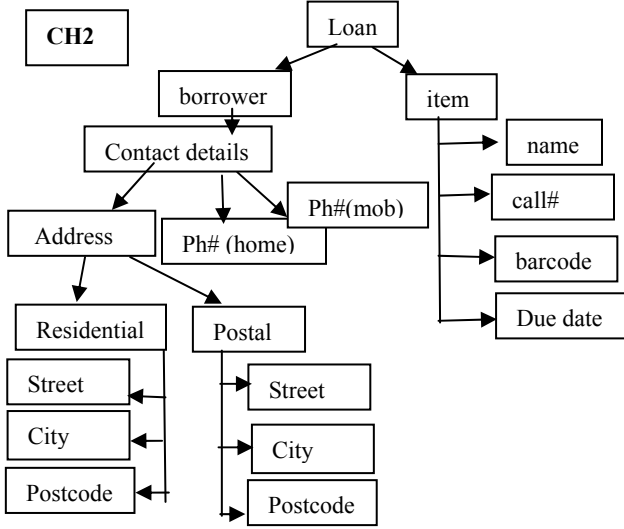 CH2
Loan
borrower
item
Contact details
name
Ph#(mob)
call#
Address
Ph# (home)
barcode
Residential
Postal
Due date
Street
Street
City
City
Postcode
Postcode